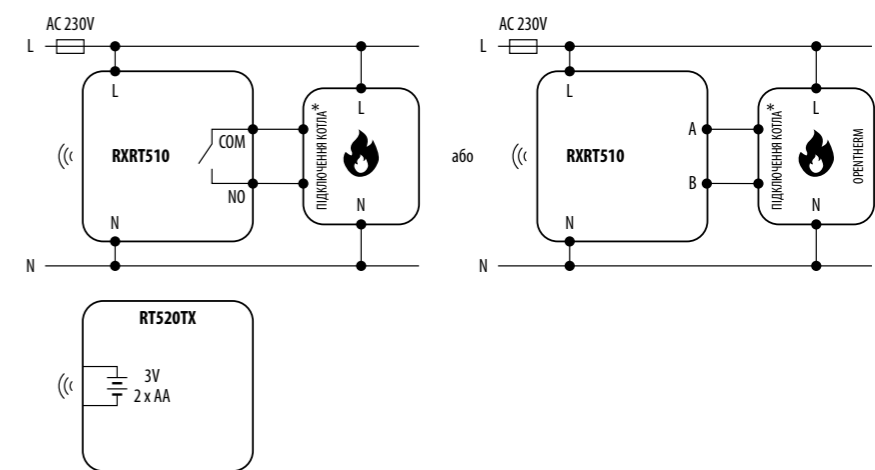 AC 230V
L
L
RXRT510
COM
NO
N
ПІДКЛЮЧЕННЯ КОТЛА*
L
N
N
або
AC 230V
L
L
RXRT510
A
B
N
ПІДКЛЮЧЕННЯ КОТЛА*
L
OPENTHERM
N
N
RT520TX
3V
2 x AA